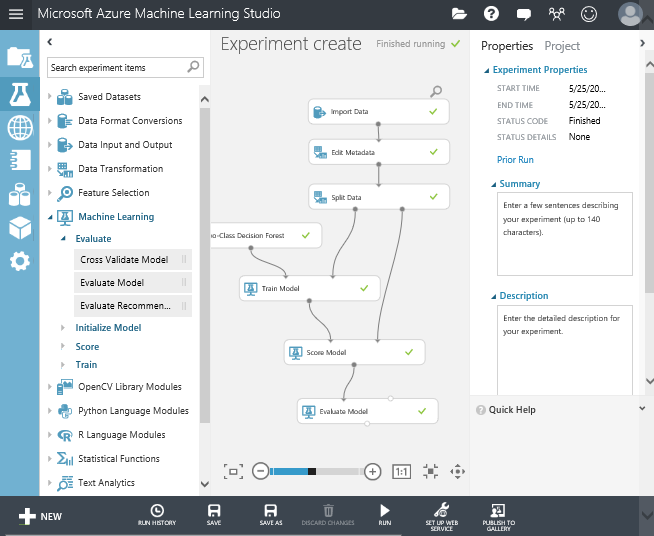 Microsoft Azure Machine Learning Studio
Search experiment items
Saved Datasets
Data Format Conversions
Data Input and Output
Data Transformation
Feature Selection
Machine Learning
Evaluate
Cross Validate Model
Evaluate Model
Evaluate Recommen...
Initialize Model
Score
Train
OpenCV Library Modules
Python Language Modules
R Language Modules
Statistical Functions
Text Analytics
Experiment create
Finished running
Import Data
Edit Metadata
Split Data
o-Class Decision Forest
Train Model
Score Model
Evaluate Model
1:1
Properties Project
Experiment Properties
START TIME 5/25/20...
END TIME 5/25/20...
STATUS CODE Finished
STATUS DETAILS None
Prior Run
Summary
Enter a few sentences describing
your experiment (up to 140
characters).
Description
Enter the detailed description for
your experiment.
Quick Help
NEW
RUN HISTORY
SAVE
SAVE AS
DISCARD CHANGES
RUN
SET UP WEB
SERVICE
PUBLISH TO
GALLERY